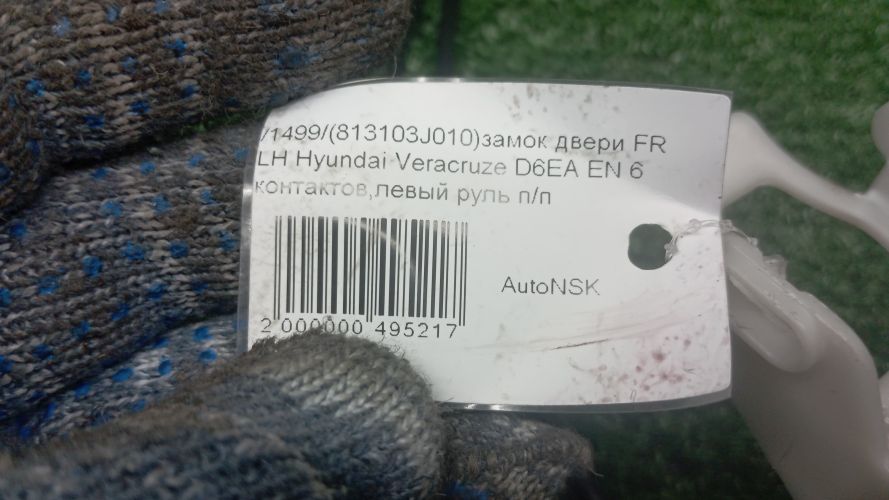 /1499/(813103J010)замок двери FR
LH Hyundai Veracruze D6EA EN 6
контактов,левый руль п/п
AutoNSK
2 000000 495217